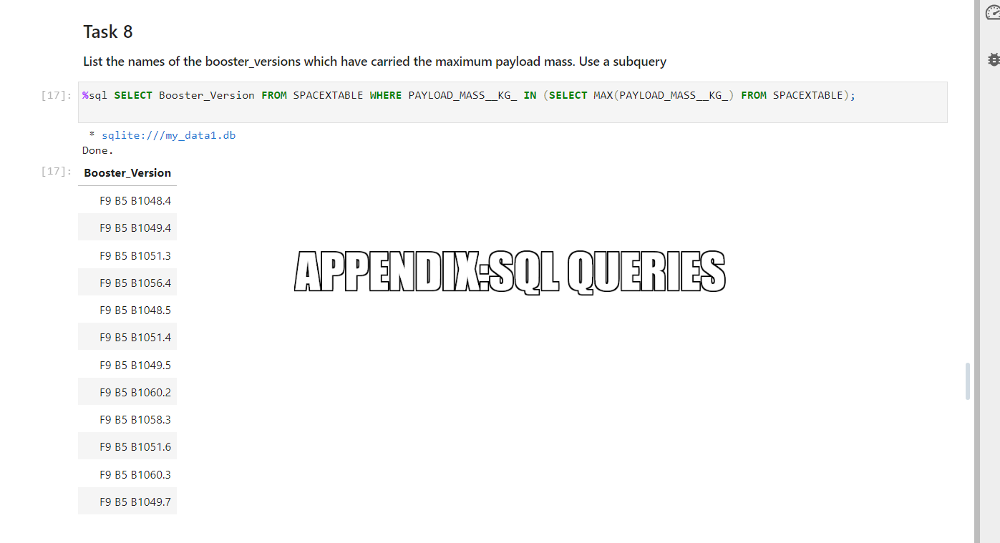 Task 8
List the names of the booster_versions which have carried the maximum payload mass. Use a subquery
[17]: %sql SELECT Booster_Version FROM SPACEXTABLE WHERE PAYLOAD_MASS__KG_ IN (SELECT MAX(PAYLOAD_MASS__KG_) FROM SPACEXTABLE);
* sqlite:///my_data1.db
Done.
[17]: Booster_Version
F9 B5 B1048.4
F9 B5 B1049.4
F9 B5 B1051.3
APPENDIX:SQL QUERIES
F9 B5 B1056.4
F9 B5 B1048.5
F9 B5 B1051.4
F9 B5 B1049.5
F9 B5 B1060.2
F9 B5 B1058.3
F9 B5 B1051.6
F9 B5 B1060.3
F9 B5 B1049.7